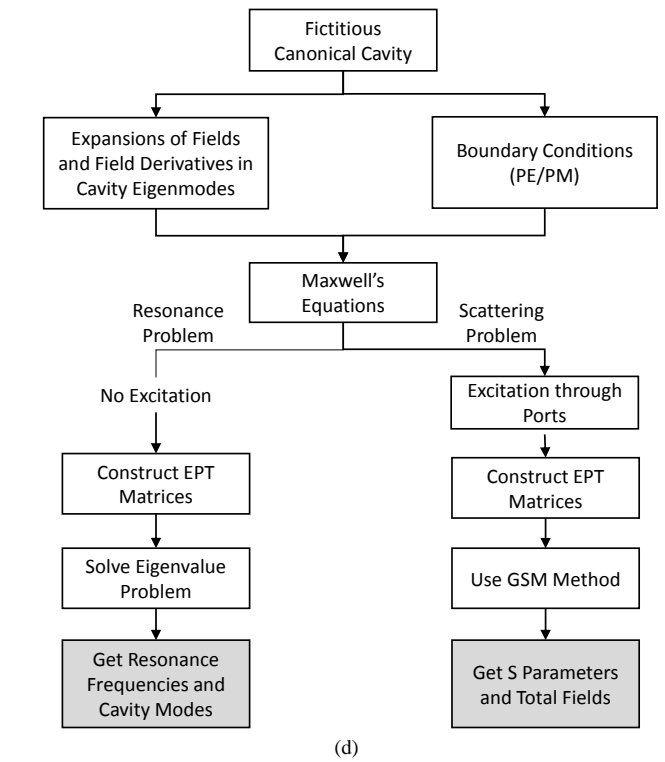 Fictitious
Canonical Cavity
Expansions of Fields
and Field Derivatives in
Cavity Eigenmodes
Boundary Conditions
(PE/PM)
Maxwell's
Equations
Resonance
Problem
Scattering
Problem
No Excitation
Excitation through
Ports
Construct EPT
Matrices
Construct EPT
Matrices
Solve Eigenvalue
Problem
Use GSM Method
Get Resonance
Frequencies and
Cavity Modes
Get S Parameters
and Total Fields
(d)